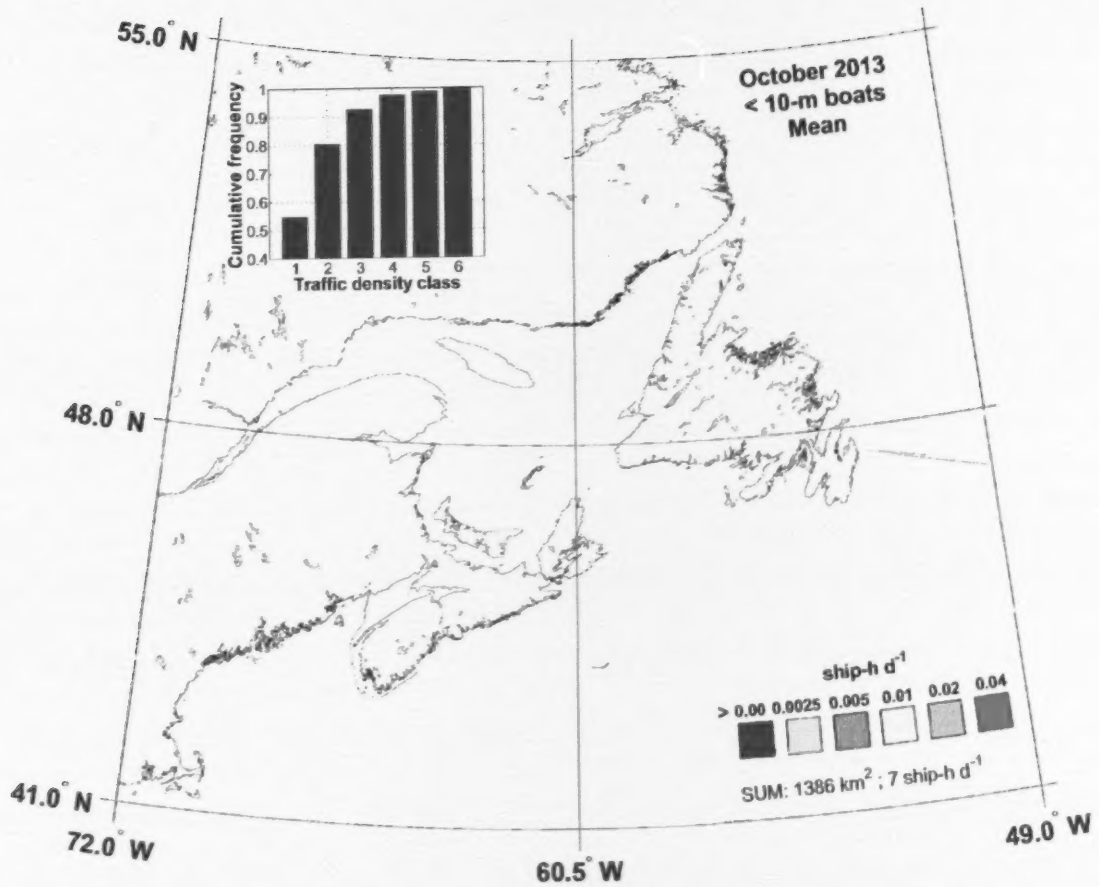 55.0° N
October 2013
< 10-m boats
Mean
Cumulative frequency
1
0.9
0.8
0.7
0.6
0.5
0.4
1 2 3 4 5 6
Traffic density class
48.0° N
ship-h d⁻¹
> 0.00 0.0025 0.005 0.01 0.02 0.04
SUM: 1386 km² ; 7 ship-h d⁻¹
41.0° N
72.0° W
60.5° W
49.0° W